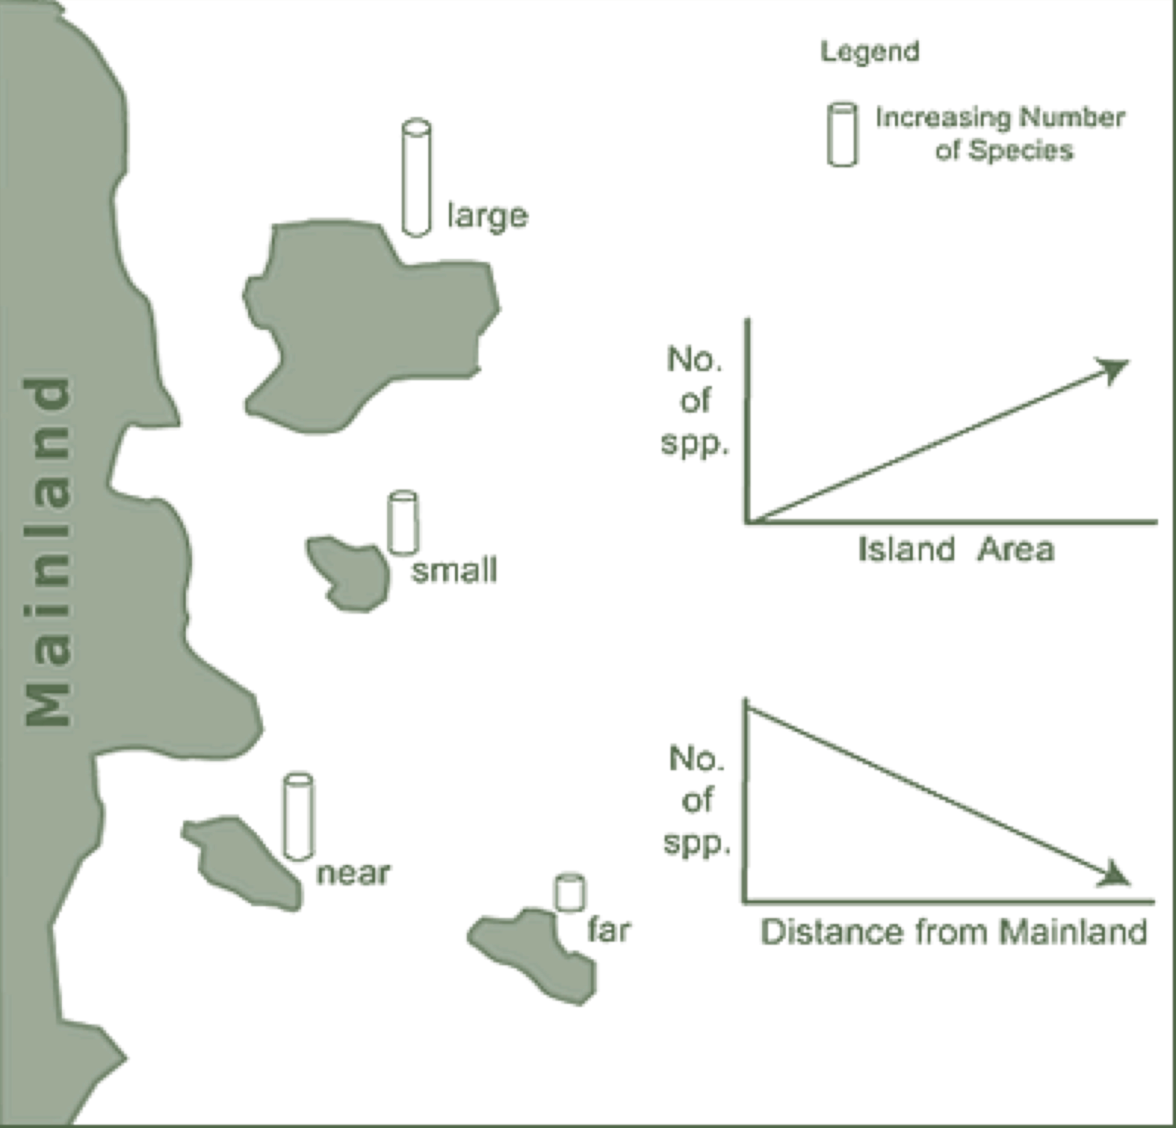 Legend
Increasing Number
of Species
large
No.
of
spp.
Island Area
Mainland
small
No.
of
spp.
Distance from Mainland
near
far